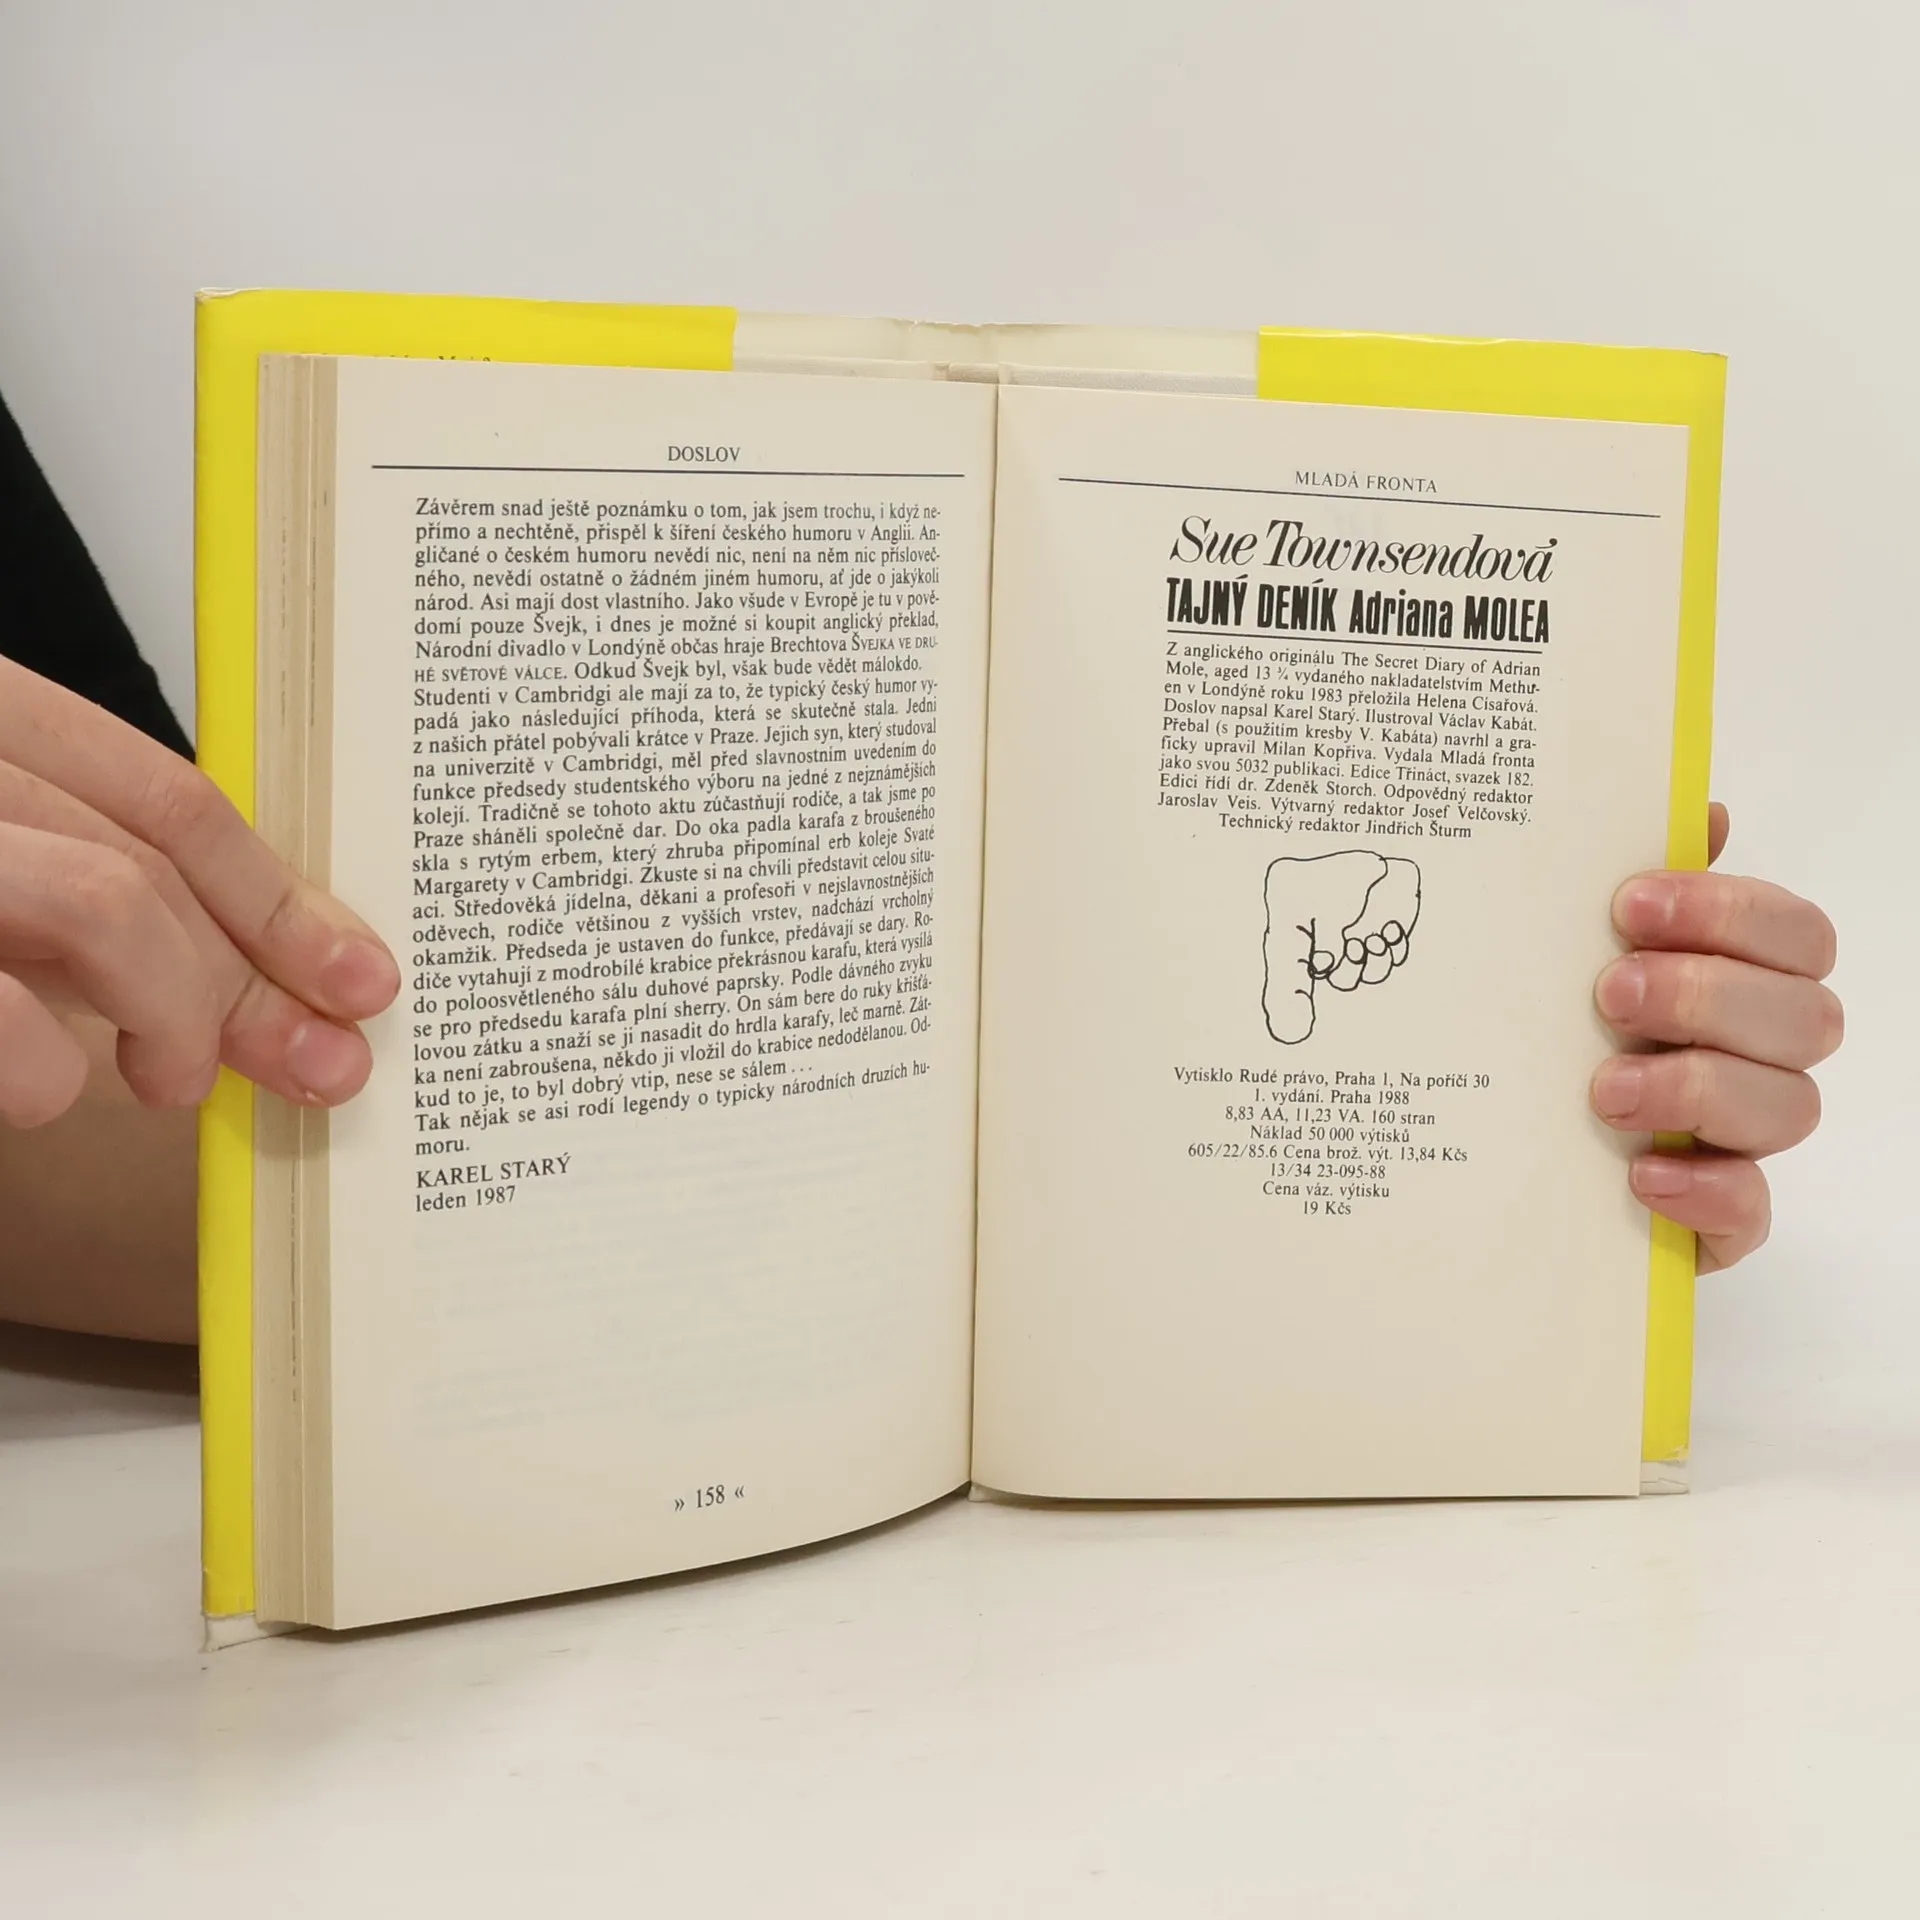 DOSLOV
Závěrem snad ještě poznámku o tom, jak jsem trochu, i když ne-
přímo a nechtěně, přispěl k šíření českého humoru v Anglii. An-
gličané o českém humoru nevědí nic, není na něm nic přísloveč-
ného, nevědí ostatně o žádném jiném humoru, ať jde o jakýkoli
národ. Asi mají dost vlastního. Jako všude v Evropě je tu v pově-
domí pouze Švejk, i dnes je možné si koupit anglický překlad,
Národní divadlo v Londýně občas hraje Brechtova ŠVEJKA VE DRU-
HÉ SVĚTOVÉ VÁLCE. Odkud Švejk byl, však bude vědět málokdo.
Studenti v Cambridgi ale mají za to, že typický český humor vy-
padá jako následující příhoda, která se skutečně stala. Jedni
z našich přátel pobývali krátce v Praze. Jejich syn, který studoval
na univerzitě v Cambridgi, měl před slavnostním uvedením do
funkce předsedy studentského výboru na jedné z nejznámějších
kolejí. Tradičně se tohoto aktu zúčastňují rodiče, a tak jsme po
Praze sháněli společně dar. Do oka padla karafa z broušeného
skla s rytým erbem, který zhruba připomínal erb koleje Svaté
Margarety v Cambridgi. Zkuste si na chvíli představit celou situ-
aci. Středověká jídelna, děkani a profesoři v nejslavnostnějších
oděvech, rodiče většinou z vyšších vrstev, nadchází vrcholný
okamžik. Předseda je ustaven do funkce, předávají se dary. Ro-
diče vytahují z modrobílé krabice překrásnou karafu, která vysílá
do poloosvětleného sálu duhové paprsky. Podle dávného zvyku
se pro předsedu karafa plní sherry. On sám bere do ruky křišťá-
lovou zátku a snaží se ji nasadit do hrdla karafy, leč marně. Zát-
ka není zabroušena, někdo ji vložil do krabice nedodělanou. Od-
kud to je, to byl dobrý vtip, nese se sálem . . .
Tak nějak se asi rodí legendy o typicky národních druzích hu-
moru.
KAREL STARÝ
leden 1987
» 158 «
MLADÁ FRONTA
Sue Townsendová
TAJNÝ DENÍK Adriana MOLEA
Z anglického originálu The Secret Diary of Adrian
Mole, aged 13 ¾ vydaného nakladatelstvím Methu-
en v Londýně roku 1983 přeložila Helena Císařová.
Doslov napsal Karel Starý. Ilustroval Václav Kabát.
Přebal (s použitím kresby V. Kabáta) navrhl a gra-
ficky upravil Milan Kopřiva. Vydala Mladá fronta
jako svou 5032 publikaci. Edice Třináct, svazek 182.
Edici řídí dr. Zdeněk Storch. Odpovědný redaktor
Jaroslav Veis. Výtvarný redaktor Josef Velčovský.
Technický redaktor Jindřich Šturm
Vytisklo Rudé právo, Praha 1, Na poříčí 30
1. vydání. Praha 1988
8,83 AA, 11,23 VA. 160 stran
Náklad 50 000 výtisků
605/22/85.6 Cena brož. výt. 13,84 Kčs
13/34 23-095-88
Cena váz. výtisku
19 Kčs